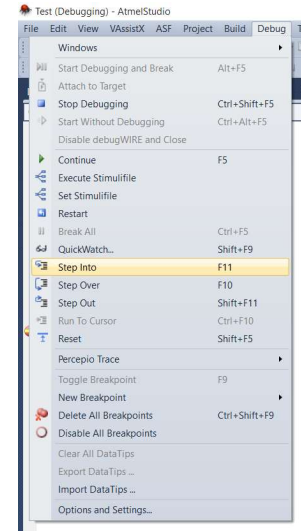 Test (Debugging) - AtmelStudio
File Edit View VAssistX ASF Project Build Debug
Windows
Start Debugging and Break Alt+F5
Attach to Target
Stop Debugging Ctrl+Shift+F5
Start Without Debugging Ctrl+Alt+F5
Disable debugWIRE and Close
Continue F5
Execute Stimulifile
Set Stimulifile
Restart
Break All Ctrl+F5
QuickWatch... Shift+F9
Step Into F11
Step Over F10
Step Out Shift+F11
Run To Cursor Ctrl+F10
Reset Shift+F5
Percepio Trace
Toggle Breakpoint F9
New Breakpoint
Delete All Breakpoints Ctrl+Shift+F9
Disable All Breakpoints
Clear All DataTips
Export DataTips ...
Import DataTips ...
Options and Settings...